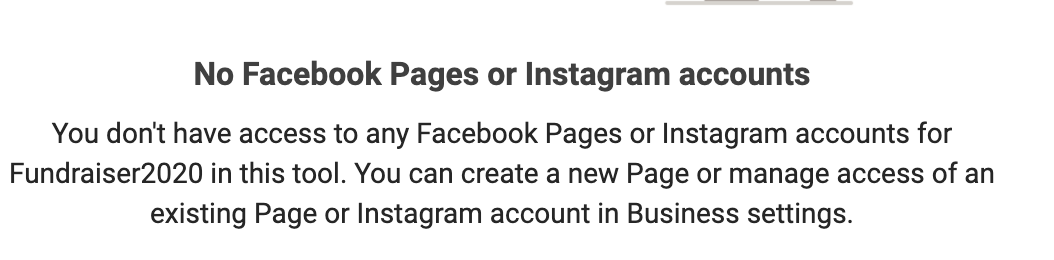 No Facebook Pages or Instagram accounts
You don't have access to any Facebook Pages or Instagram accounts for
Fundraiser2020 in this tool. You can create a new Page or manage access of an
existing Page or Instagram account in Business settings.